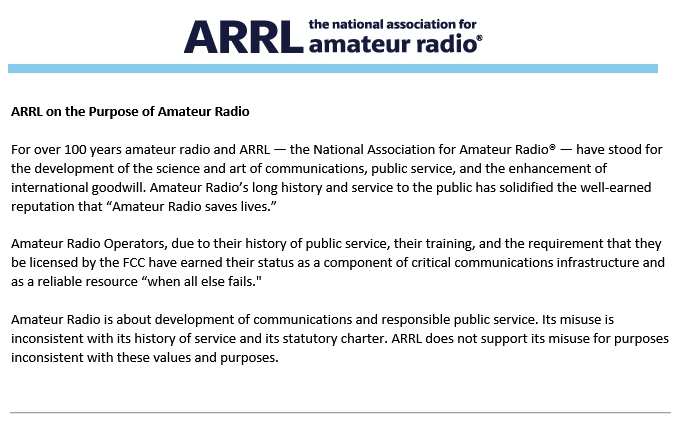 ARRL the national association for
amateur radio®
ARRL on the Purpose of Amateur Radio
For over 100 years amateur radio and ARRL — the National Association for Amateur Radio® — have stood for
the development of the science and art of communications, public service, and the enhancement of
international goodwill. Amateur Radio’s long history and service to the public has solidified the well-earned
reputation that “Amateur Radio saves lives.”
Amateur Radio Operators, due to their history of public service, their training, and the requirement that they
be licensed by the FCC have earned their status as a component of critical communications infrastructure and
as a reliable resource “when all else fails."
Amateur Radio is about development of communications and responsible public service. Its misuse is
inconsistent with its history of service and its statutory charter. ARRL does not support its misuse for purposes
inconsistent with these values and purposes.